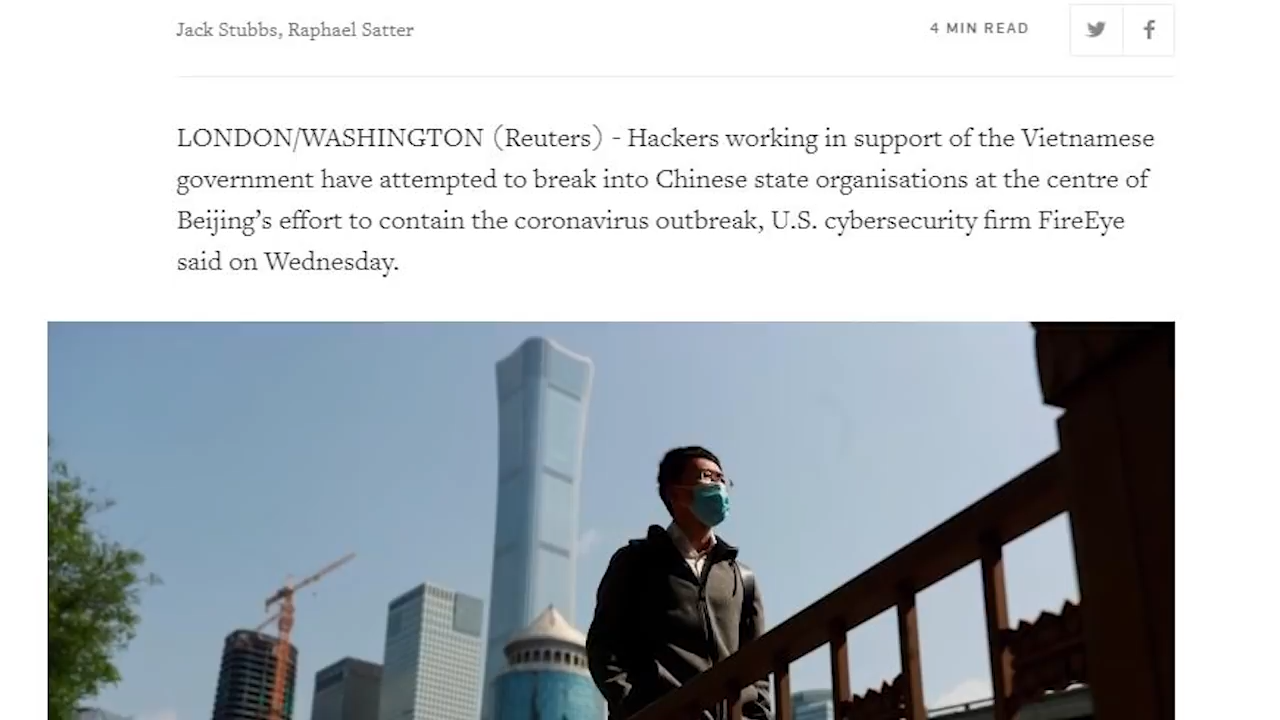 Jack Stubbs, Raphael Satter
4 MIN READ
LONDON/WASHINGTON (Reuters) - Hackers working in support of the Vietnamese
government have attempted to break into Chinese state organisations at the centre of
Beijing’s effort to contain the coronavirus outbreak, U.S. cybersecurity firm FireEye
said on Wednesday.